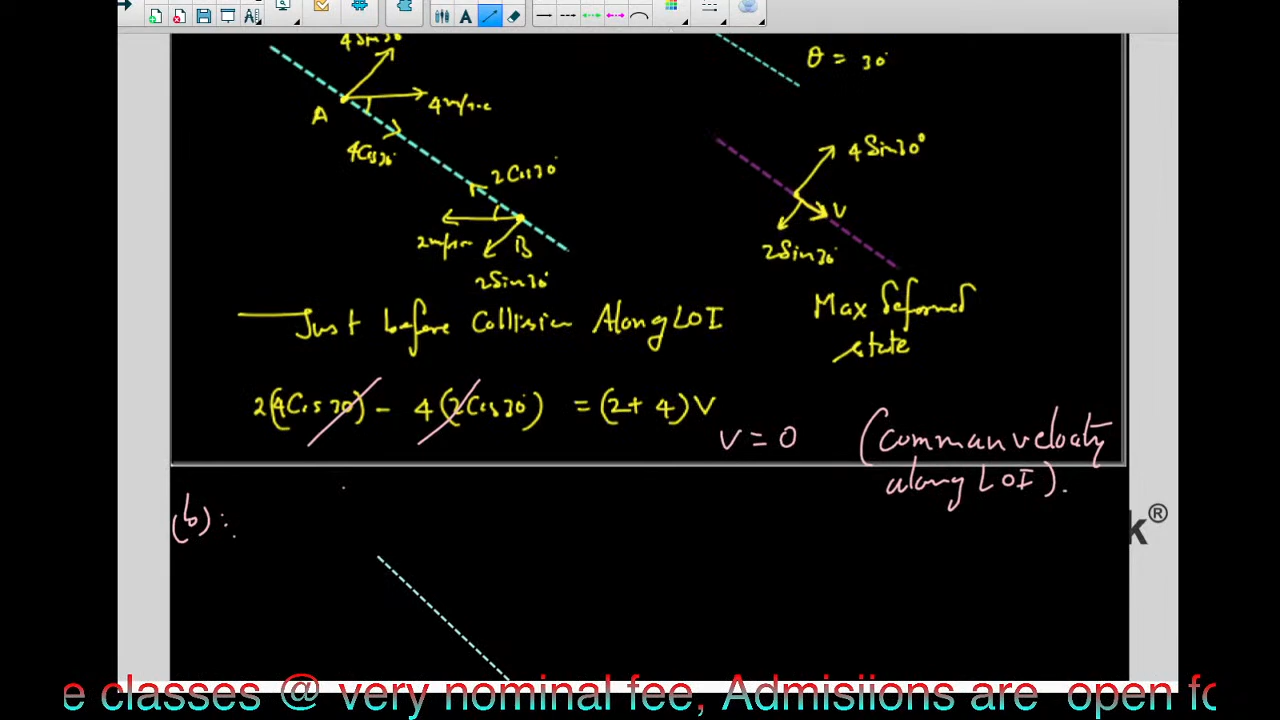 4Sin30°
θ = 30°
A
4m/sec
4Cos30°
2Cos30°
2m/sec
B
2Sin30°
4Sin30°
V
2Sin30°
Just before Collision Along LOI
Max deformed
state
2(4Cos30) - 4(2Cos30) = (2+4)V
V = 0 (comman velocity
along LOI).
(b):
k®
e classes @ very nominal fee, Admisiions are open fo